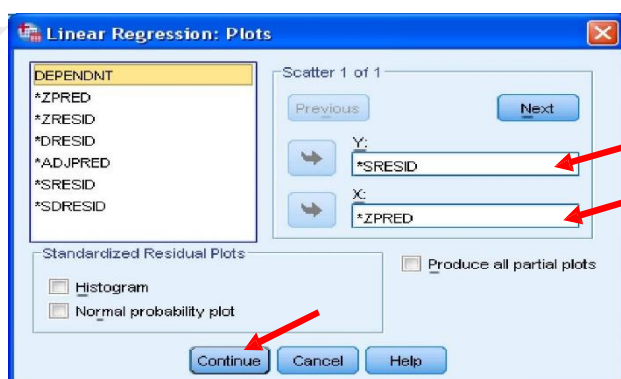 Linear Regression: Plots
DEPENDNT
*ZPRED
*ZRESID
*DRESID
*ADJPRED
*SRESID
*SDRESID
Scatter 1 of 1
Previous
Next
Y:
*SRESID
X:
*ZPRED
Standardized Residual Plots
Histogram
Normal probability plot
Produce all partial plots
Continue
Cancel
Help